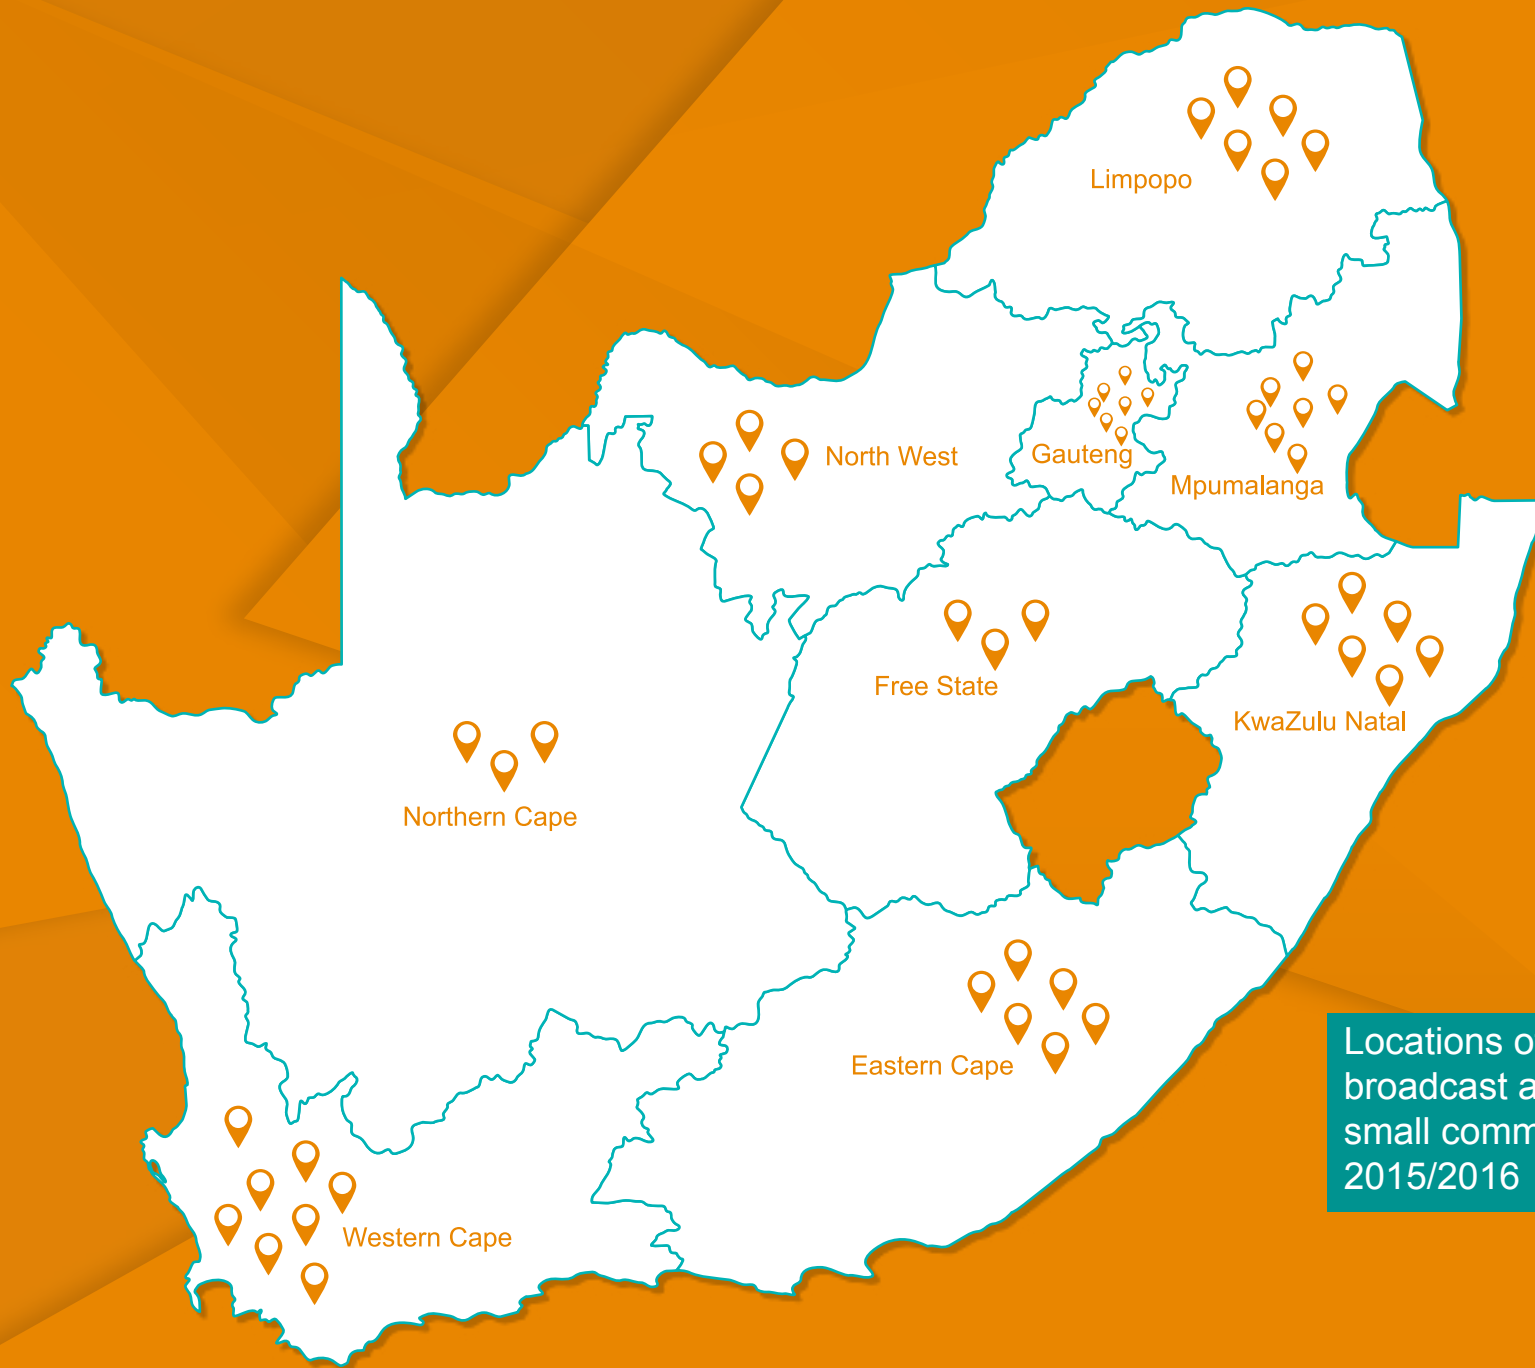 Limpopo
North West
Gauteng
Mpumalanga
Free State
KwaZulu Natal
Northern Cape
Eastern Cape
Western Cape
Locations
broadcast
small
2015/2016